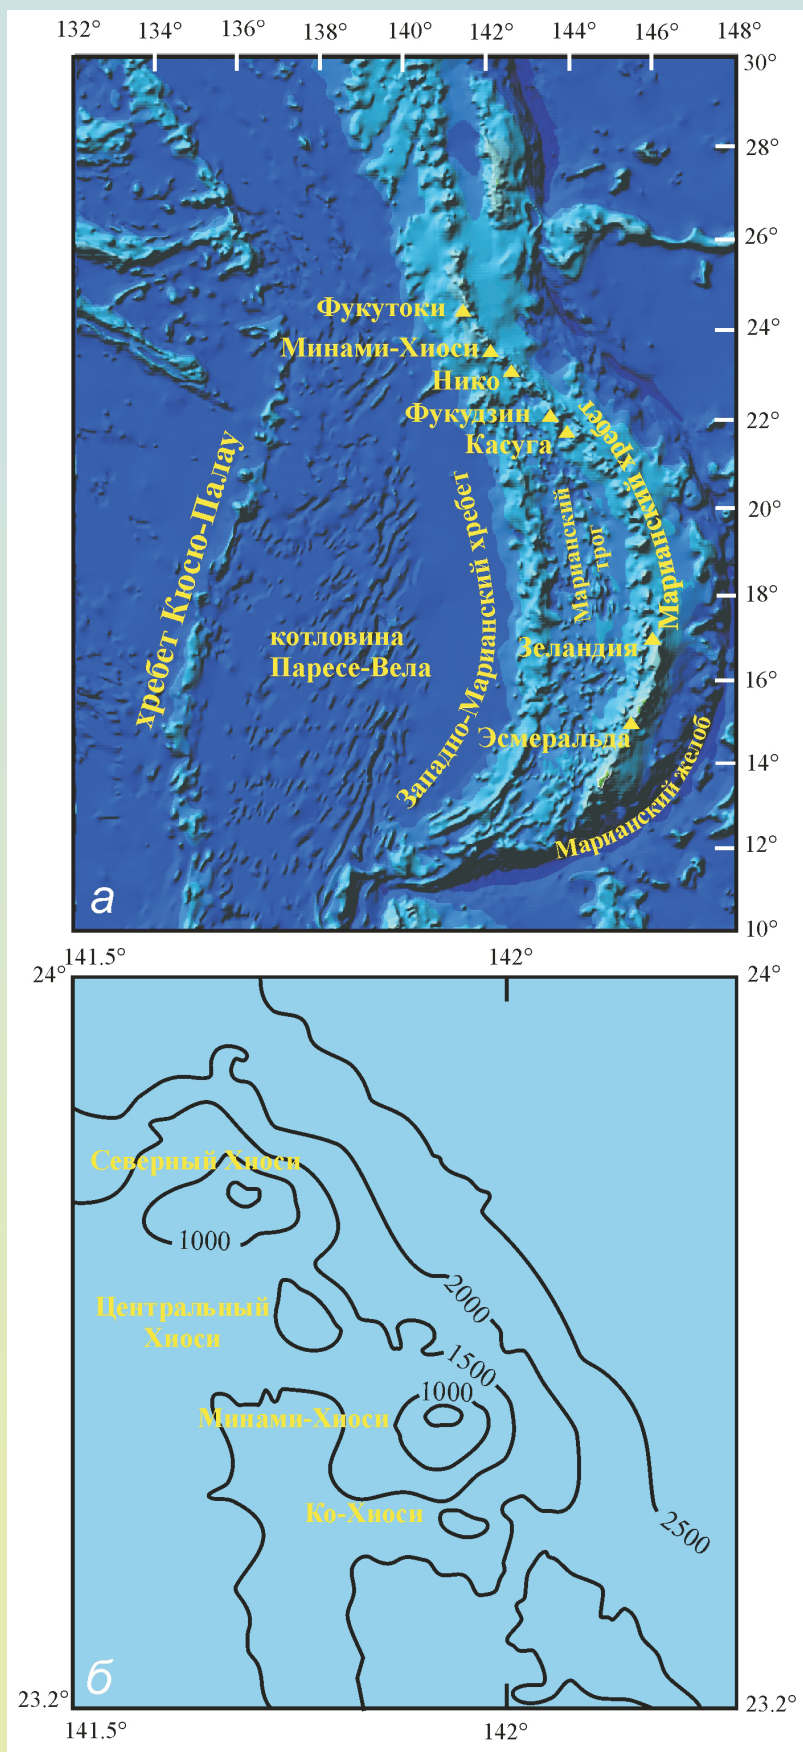 132° 134° 136° 138° 140° 142° 144° 146° 148°
30°
28°
26°
24°
22°
20°
18°
16°
14°
12°
10°
Фукутоки
Минами-Хиоси
Нико
Фукудзин
Касуга
Марианский хребет
хребет Кюсю-Палау
Западно-Марианский хребет
Марианский
трог
котловина
Паресе-Вела
Зеландия
Эсмеральда
Марианский желоб
а
141.5° 142°
24° 24°
Северный Хиоси
1000
Центральный
Хиоси
2000
1500
1000
Минами-Хиоси
Ко-Хиоси
2500
б
23.2° 23.2°
141.5° 142°